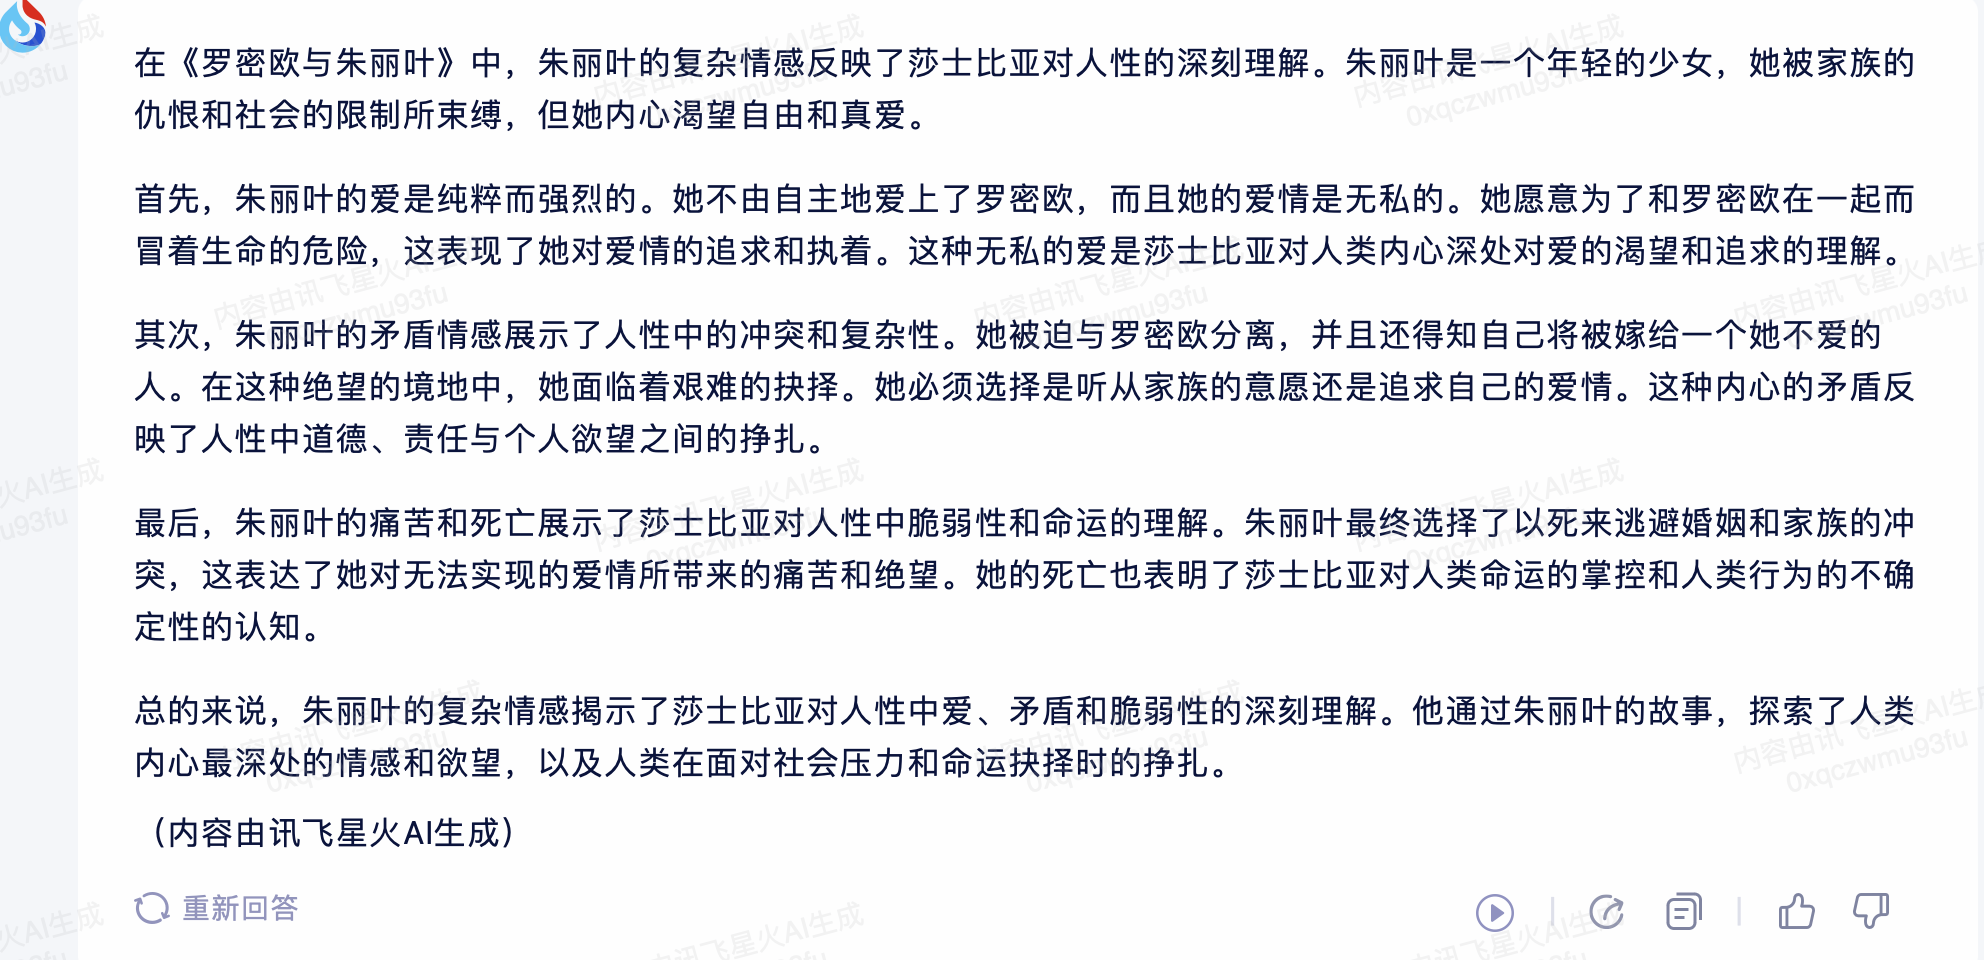 在《罗密欧与朱丽叶》中，朱丽叶的复杂情感反映了莎士比亚对人性的深刻理解。朱丽叶是一个年轻的少女，她被家族的
仇恨和社会的限制所束缚，但她内心渴望自由和真爱。
首先，朱丽叶的爱是纯粹而强烈的。她不由自主地爱上了罗密欧，而且她的爱情是无私的。她愿意为了和罗密欧在一起而
冒着生命的危险，这表现了她对爱情的追求和执着。这种无私的爱是莎士比亚对人类内心深处对爱的渴望和追求的理解。
其次，朱丽叶的矛盾情感展示了人性中的冲突和复杂性。她被迫与罗密欧分离，并且还得知自己将被嫁给一个她不爱的
人。在这种绝望的境地中，她面临着艰难的抉择。她必须选择是听从家族的意愿还是追求自己的爱情。这种内心的矛盾反
映了人性中道德、责任与个人欲望之间的挣扎。
最后，朱丽叶的痛苦和死亡展示了莎士比亚对人性中脆弱性和命运的理解。朱丽叶最终选择了以死来逃避婚姻和家族的冲
突，这表达了她对无法实现的爱情所带来的痛苦和绝望。她的死亡也表明了莎士比亚对人类命运的掌控和人类行为的不确
定性的认知。
总的来说，朱丽叶的复杂情感揭示了莎士比亚对人性中爱、矛盾和脆弱性的深刻理解。他通过朱丽叶的故事，探索了人类
内心最深处的情感和欲望，以及人类在面对社会压力和命运抉择时的挣扎。
（内容由讯飞星火AI生成）
重新回答
内容由讯飞星火AI生成
0xqczwmu93fu